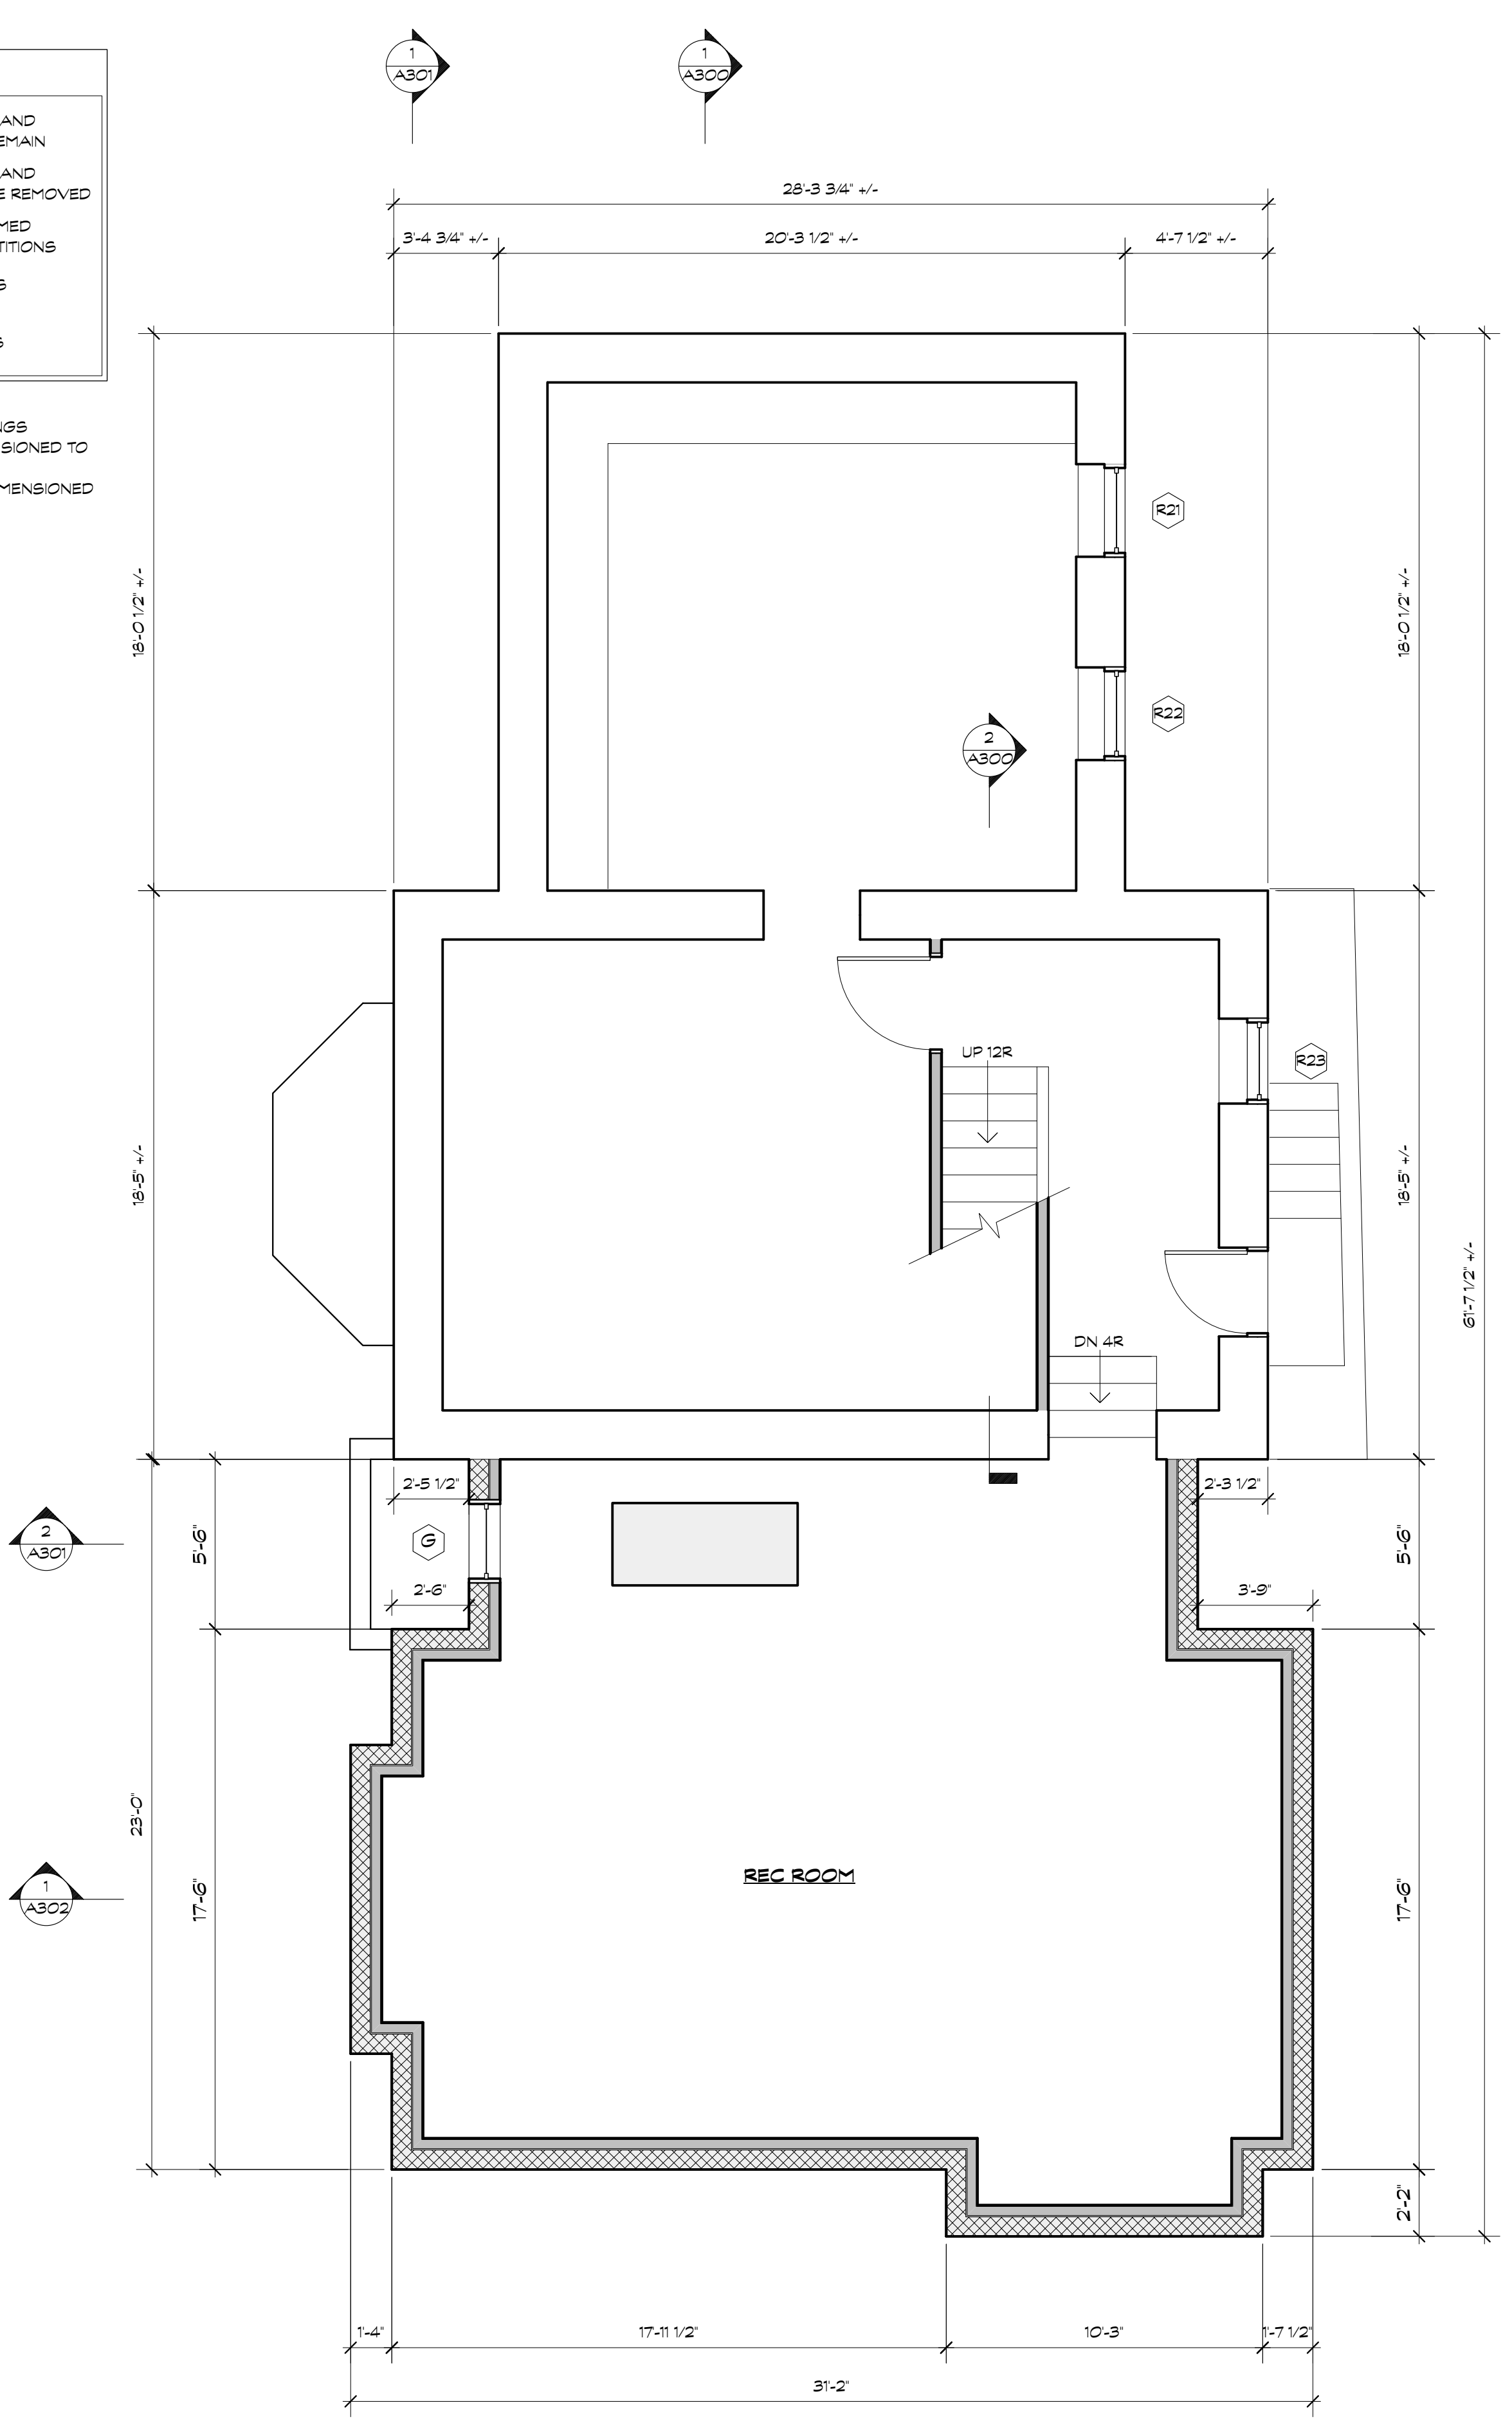 1
A301
1
A300
AND
EMAIN
AND
E REMOVED
MED
TITIONS
S
S
NGS
SIONED TO
MENSIONED
28'-3 3/4" +/-
3'-4 3/4" +/-
20'-3 1/2" +/-
4'-7 1/2" +/-
R21
18'-0 1/2" +/-
18'-0 1/2" +/-
R22
2
A300
UP 12R
R23
18'-5" +/-
18'-5" +/-
61'-7 1/2" +/-
DN 4R
2'-5 1/2"
2'-3 1/2"
2
A301
5'-6"
G
5'-6"
2'-6"
3'-9"
23'-0"
REC ROOM
1
A302
17'-6"
17'-6"
2'-2"
1'-4"
17'-11 1/2"
10'-3"
1'-7 1/2"
31'-2"